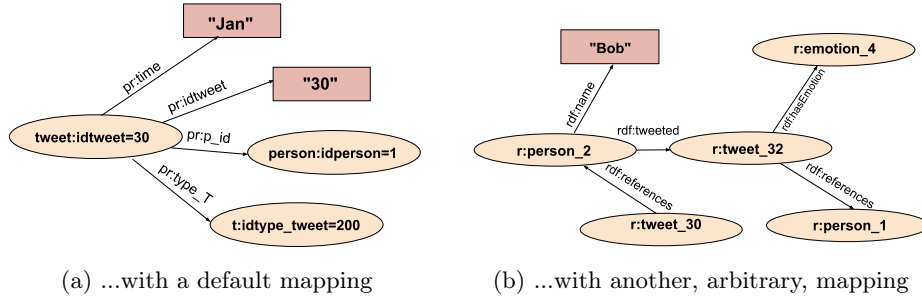 "Jan"
pr:time
pr:idtweet
"30"
tweet:idtweet=30
pr:p_id
person:idperson=1
pr:type_T
t:idtype_tweet=200
(a) ...with a default mapping
"Bob"
r:emotion_4
rdf:name
rdf:hasEmotion
rdf:tweeted
r:person_2
r:tweet_32
rdf:references
rdf:references
r:tweet_30
r:person_1
(b) ...with another, arbitrary, mapping